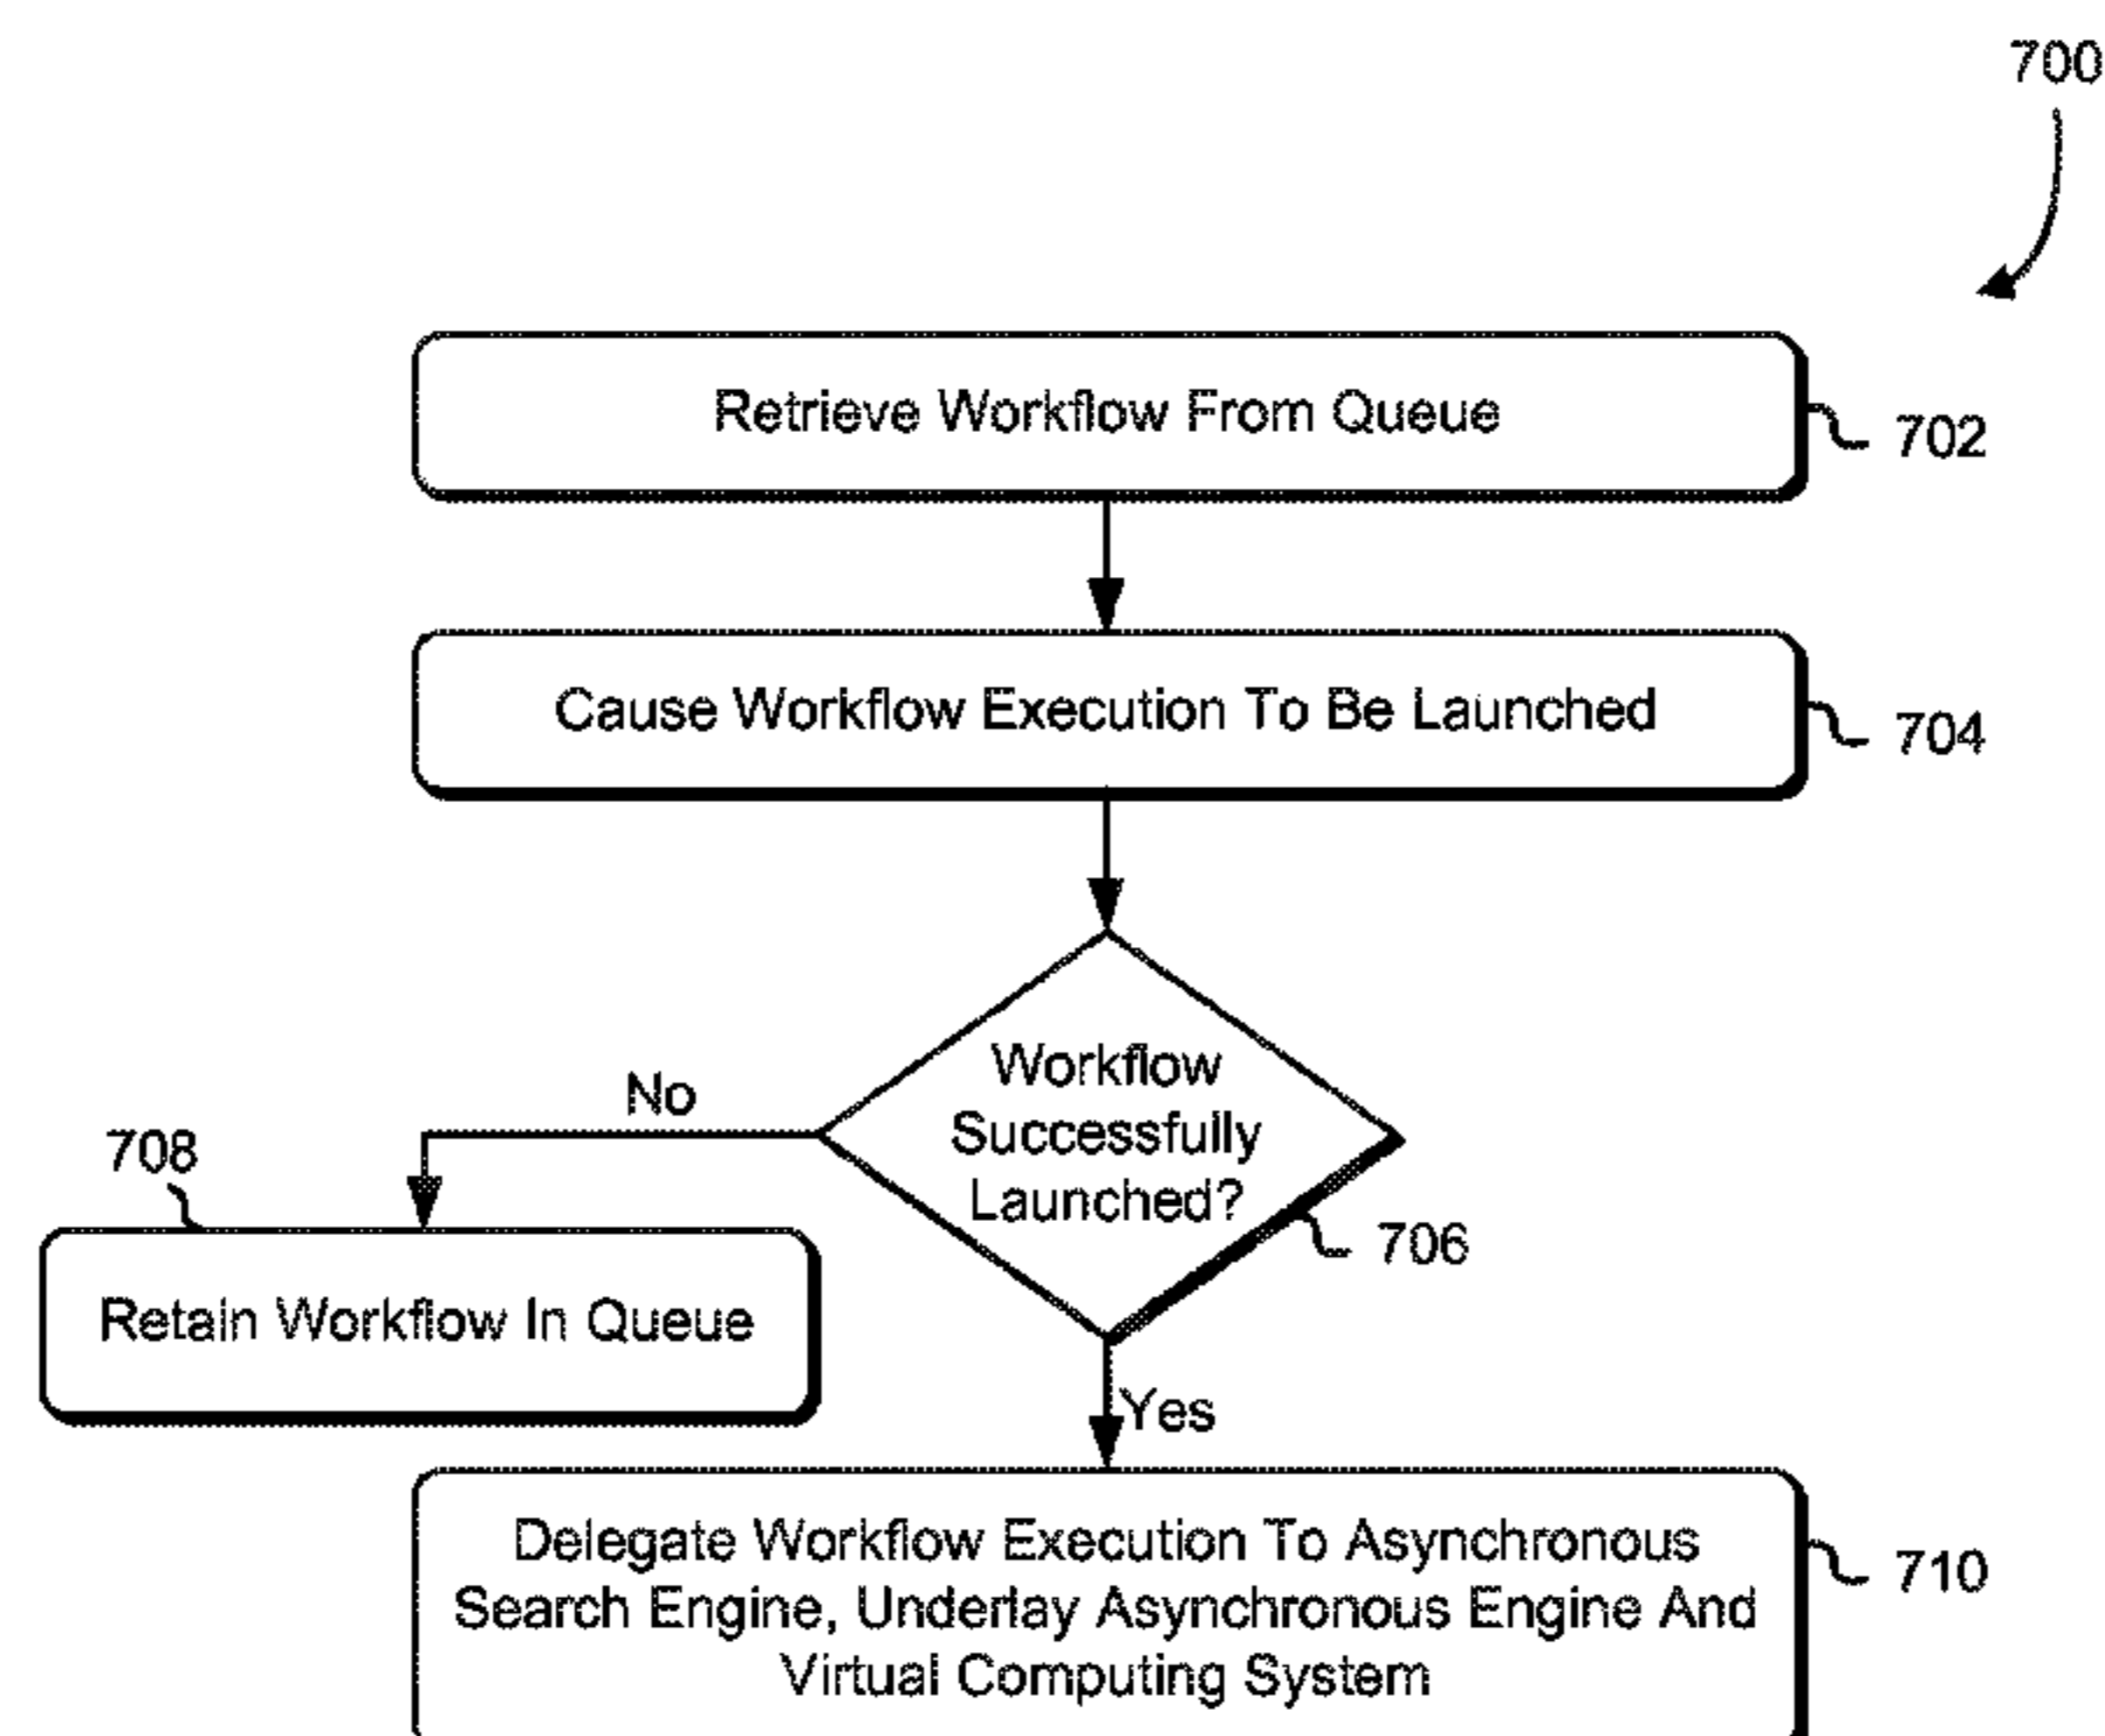 700
Retrieve Workflow From Queue
702
Cause Workflow Execution To Be Launched
704
Workflow
Successfully
Launched?
706
No
708
Retain Workflow In Queue
Yes
Delegate Workflow Execution To Asynchronous
Search Engine, Underlay Asynchronous Engine And
Virtual Computing System
710